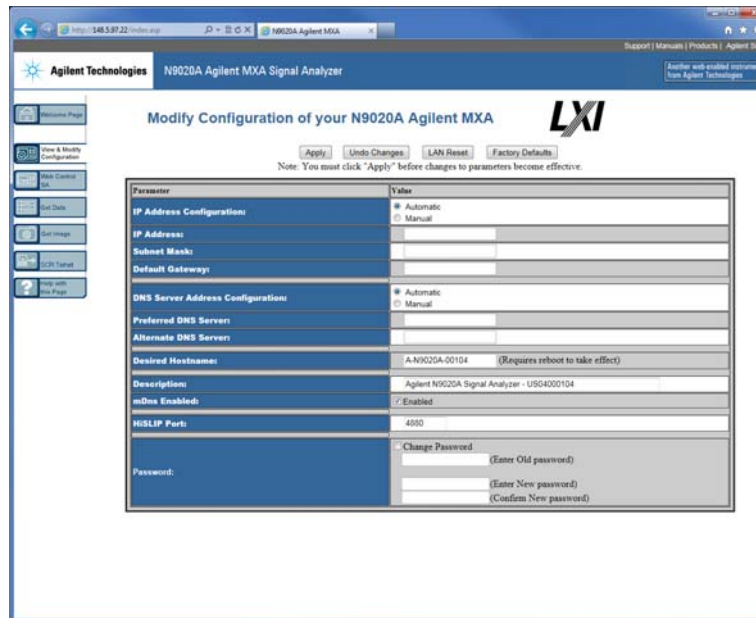 http://148.5.97.22/index.asp
N9020A Agilent MXA
Support | Manuals | Products | Agilent
Agilent Technologies
N9020A Agilent MXA Signal Analyzer
Another web-enabled
from Agilent Technologies
Welcome Page
View & Modify
Configuration
Web Control
SA
Get Data
Get Image
SCPI Telnet
Help with
this Page
Modify Configuration of your N9020A Agilent MXA
LXI
Apply Undo Changes LAN Reset Factory Defaults
Note: You must click "Apply" before changes to parameters become effective.
Parameter Value
IP Address Configuration: Automatic
Manual
IP Address:
Subnet Mask:
Default Gateway:
DNS Server Address Configuration: Automatic
Manual
Preferred DNS Server:
Alternate DNS Server:
Desired Hostname: A-N9020A-00104 (Requires reboot to take effect)
Description: Agilent N9020A Signal Analyzer - US04000104
mDns Enabled: Enabled
HiSLIP Port: 4880
Password: Change Password
(Enter Old password)
(Enter New password)
(Confirm New password)